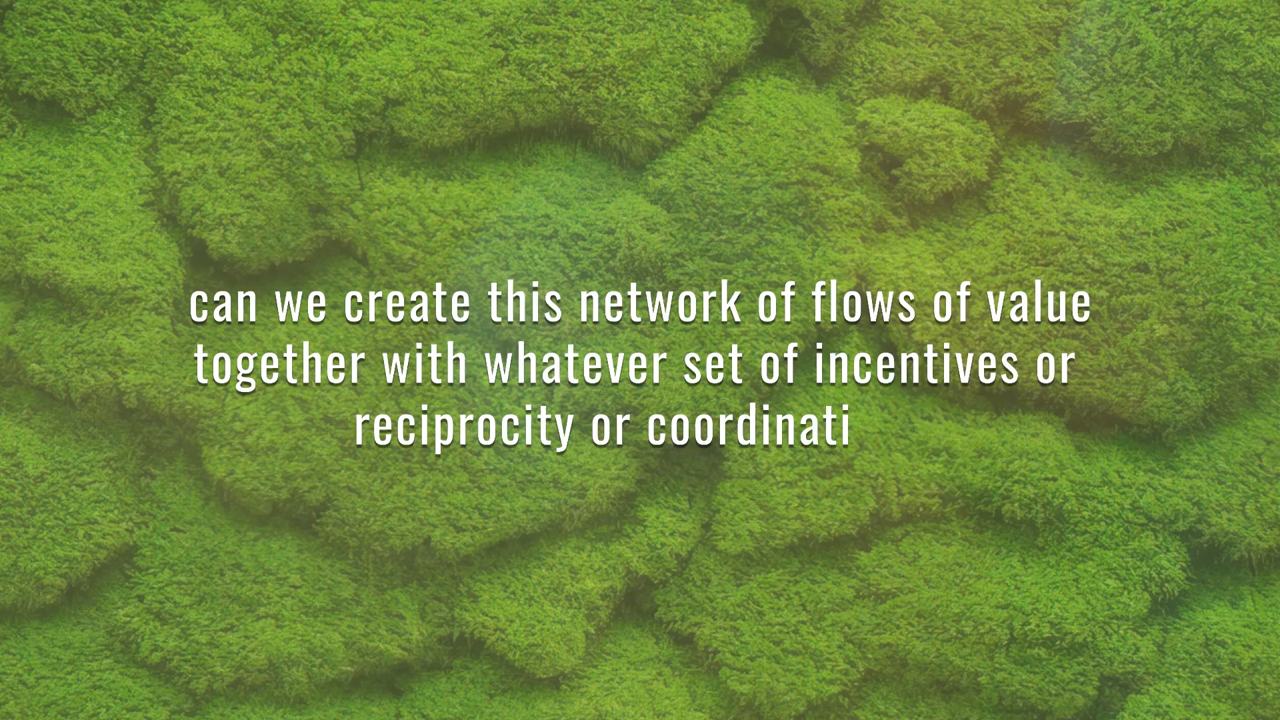 can we create this network of flows of value
together with whatever set of incentives or
reciprocity or coordinati